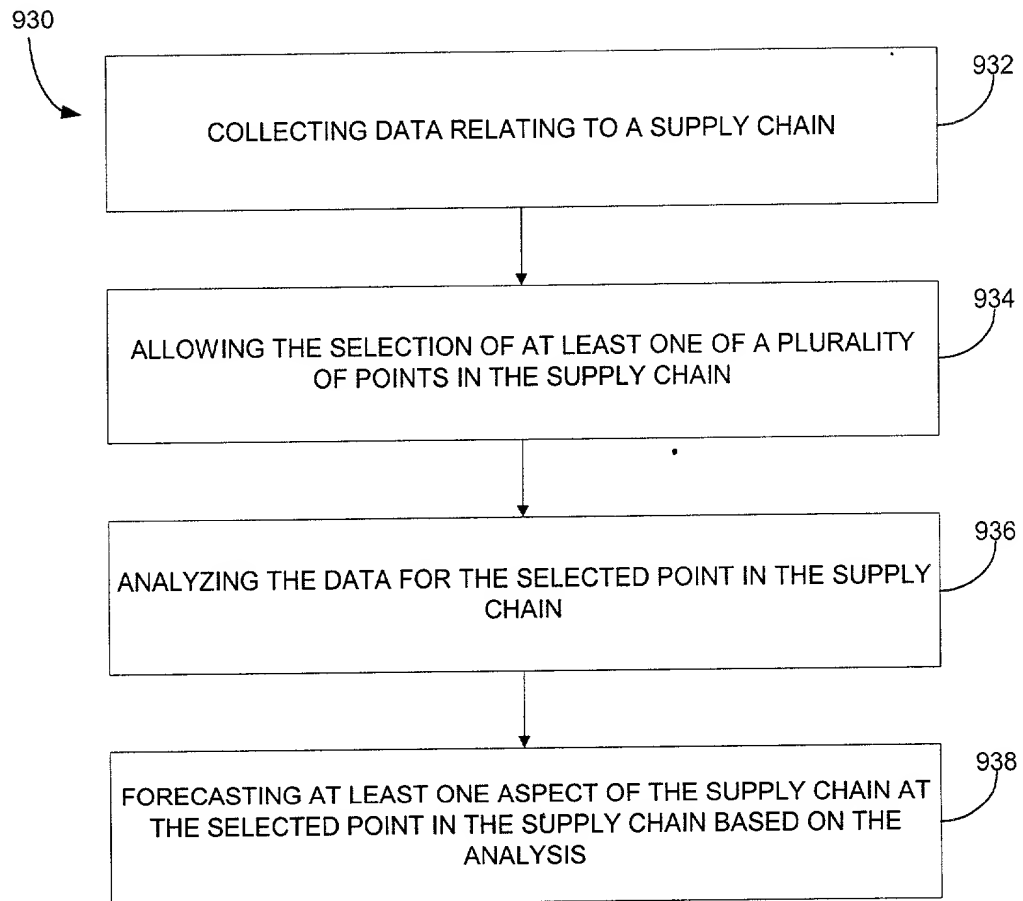 930
932
COLLECTING DATA RELATING TO A SUPPLY CHAIN
934
ALLOWING THE SELECTION OF AT LEAST ONE OF A PLURALITY
OF POINTS IN THE SUPPLY CHAIN
936
ANALYZING THE DATA FOR THE SELECTED POINT IN THE SUPPLY
CHAIN
938
FORECASTING AT LEAST ONE ASPECT OF THE SUPPLY CHAIN AT
THE SELECTED POINT IN THE SUPPLY CHAIN BASED ON THE
ANALYSIS